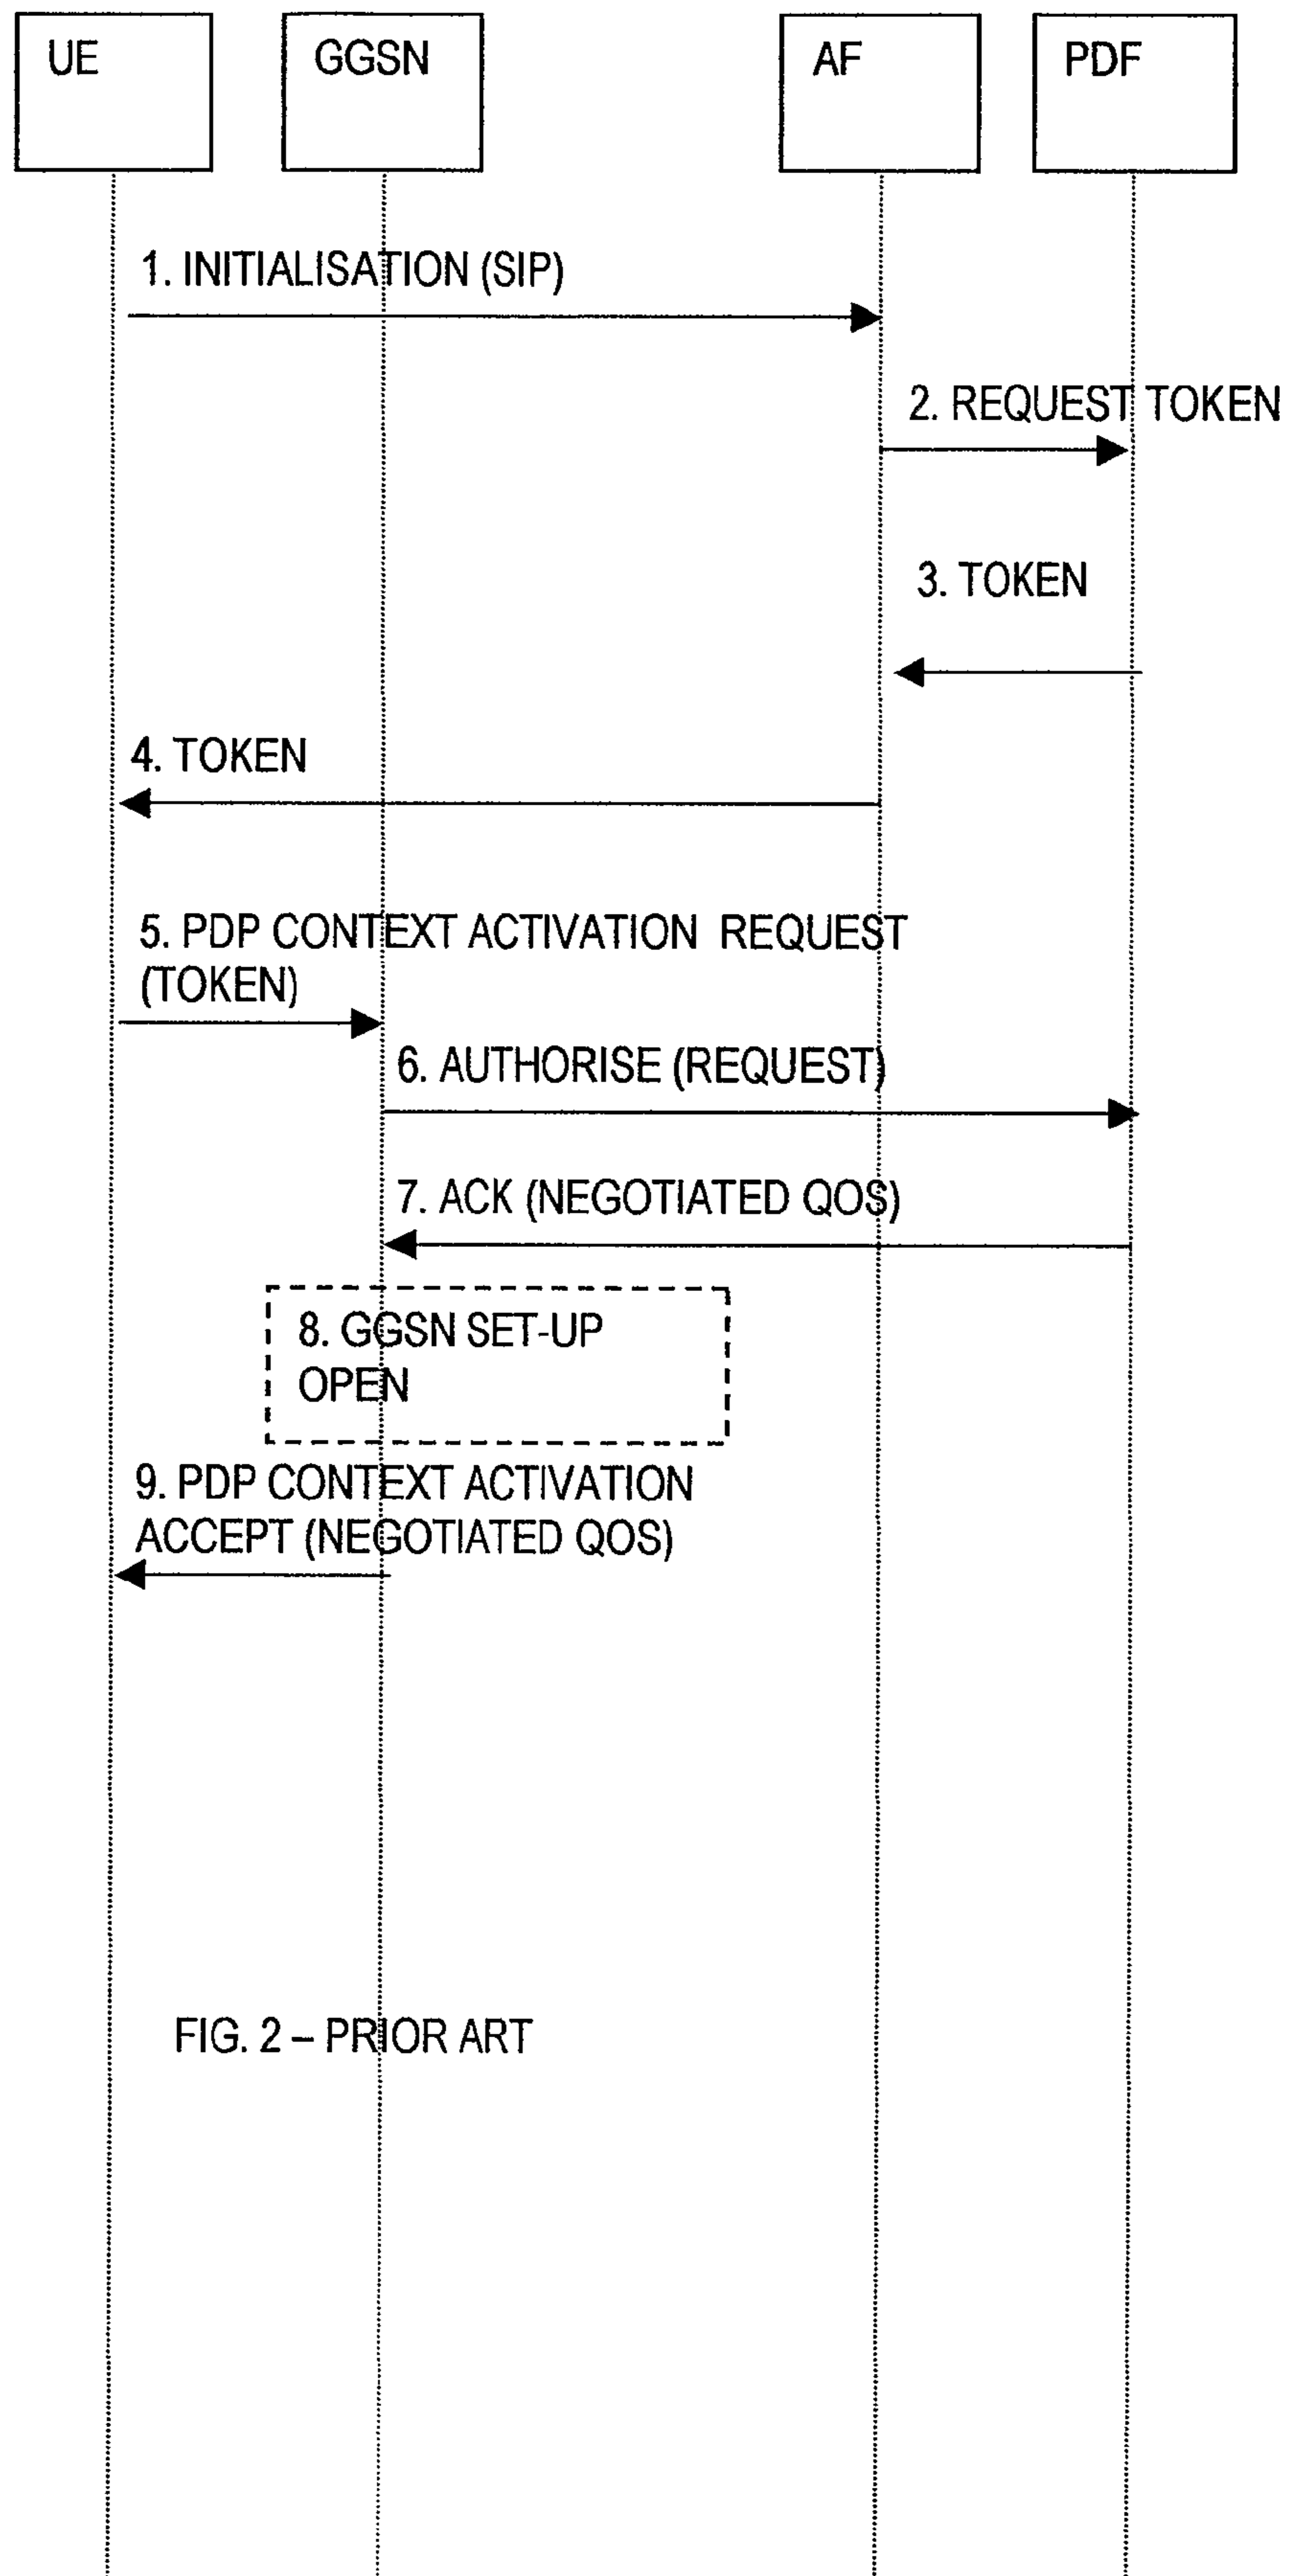 UE
GGSN
AF
PDF
1. INITIALISATION (SIP)
2. REQUEST TOKEN
3. TOKEN
4. TOKEN
5. PDP CONTEXT ACTIVATION REQUEST
(TOKEN)
6. AUTHORISE (REQUEST)
7. ACK (NEGOTIATED QOS)
8. GGSN SET-UP
OPEN
9. PDP CONTEXT ACTIVATION
ACCEPT (NEGOTIATED QOS)
FIG. 2 – PRIOR ART